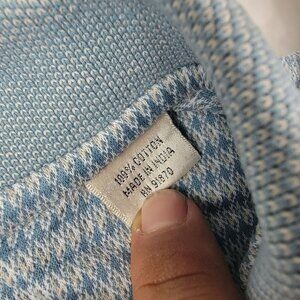 100% COTTON
MADE IN INDIA
RN 91870